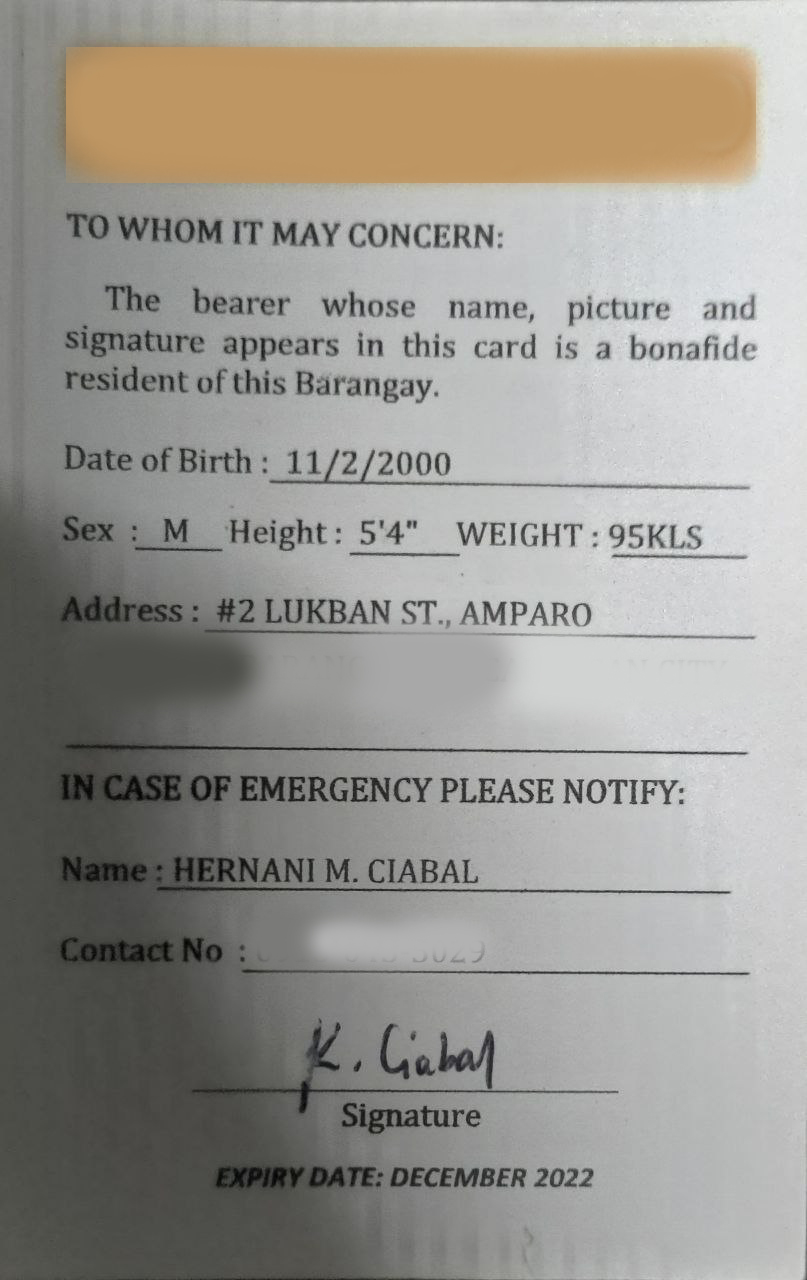 TO WHOM IT MAY CONCERN:
The bearer whose name, picture and
signature appears in this card is a bonafide
resident of this Barangay.
Date of Birth : 11/2/2000
Sex : M Height : 5'4" WEIGHT : 95KLS
Address : #2 LUKBAN ST., AMPARO
IN CASE OF EMERGENCY PLEASE NOTIFY:
Name : HERNANI M. CIABAL
Contact No :
K. Ciabal
Signature
EXPIRY DATE: DECEMBER 2022